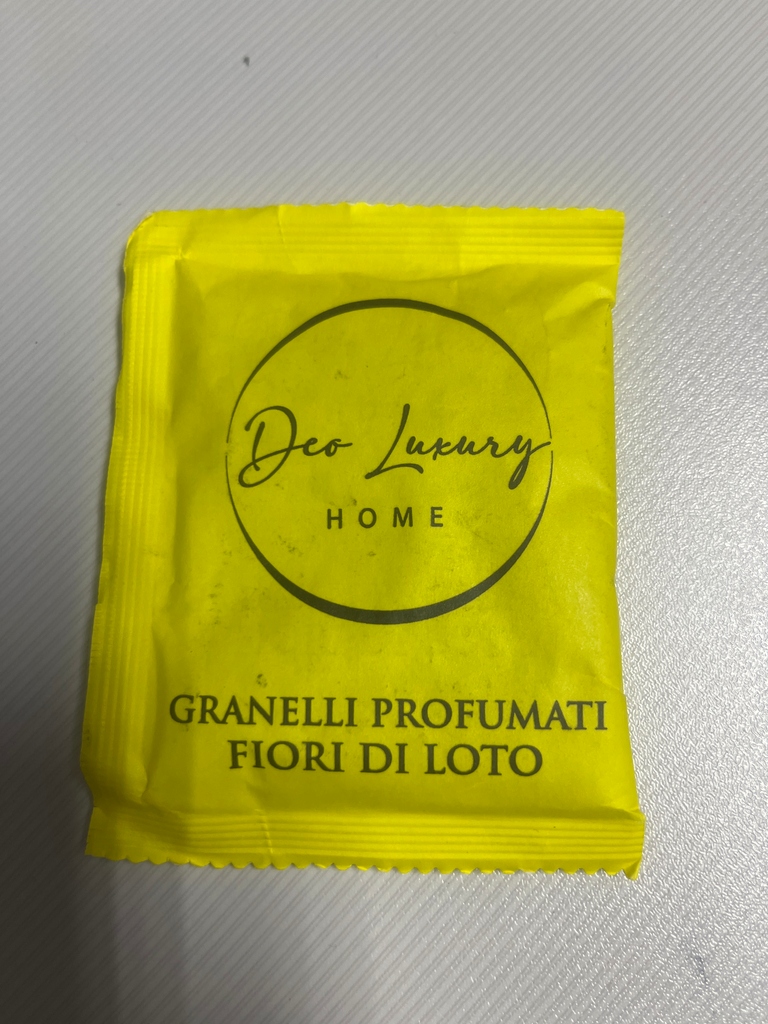 Deo Luxury
HOME
GRANELLI PROFUMATI
FIORI DI LOTO